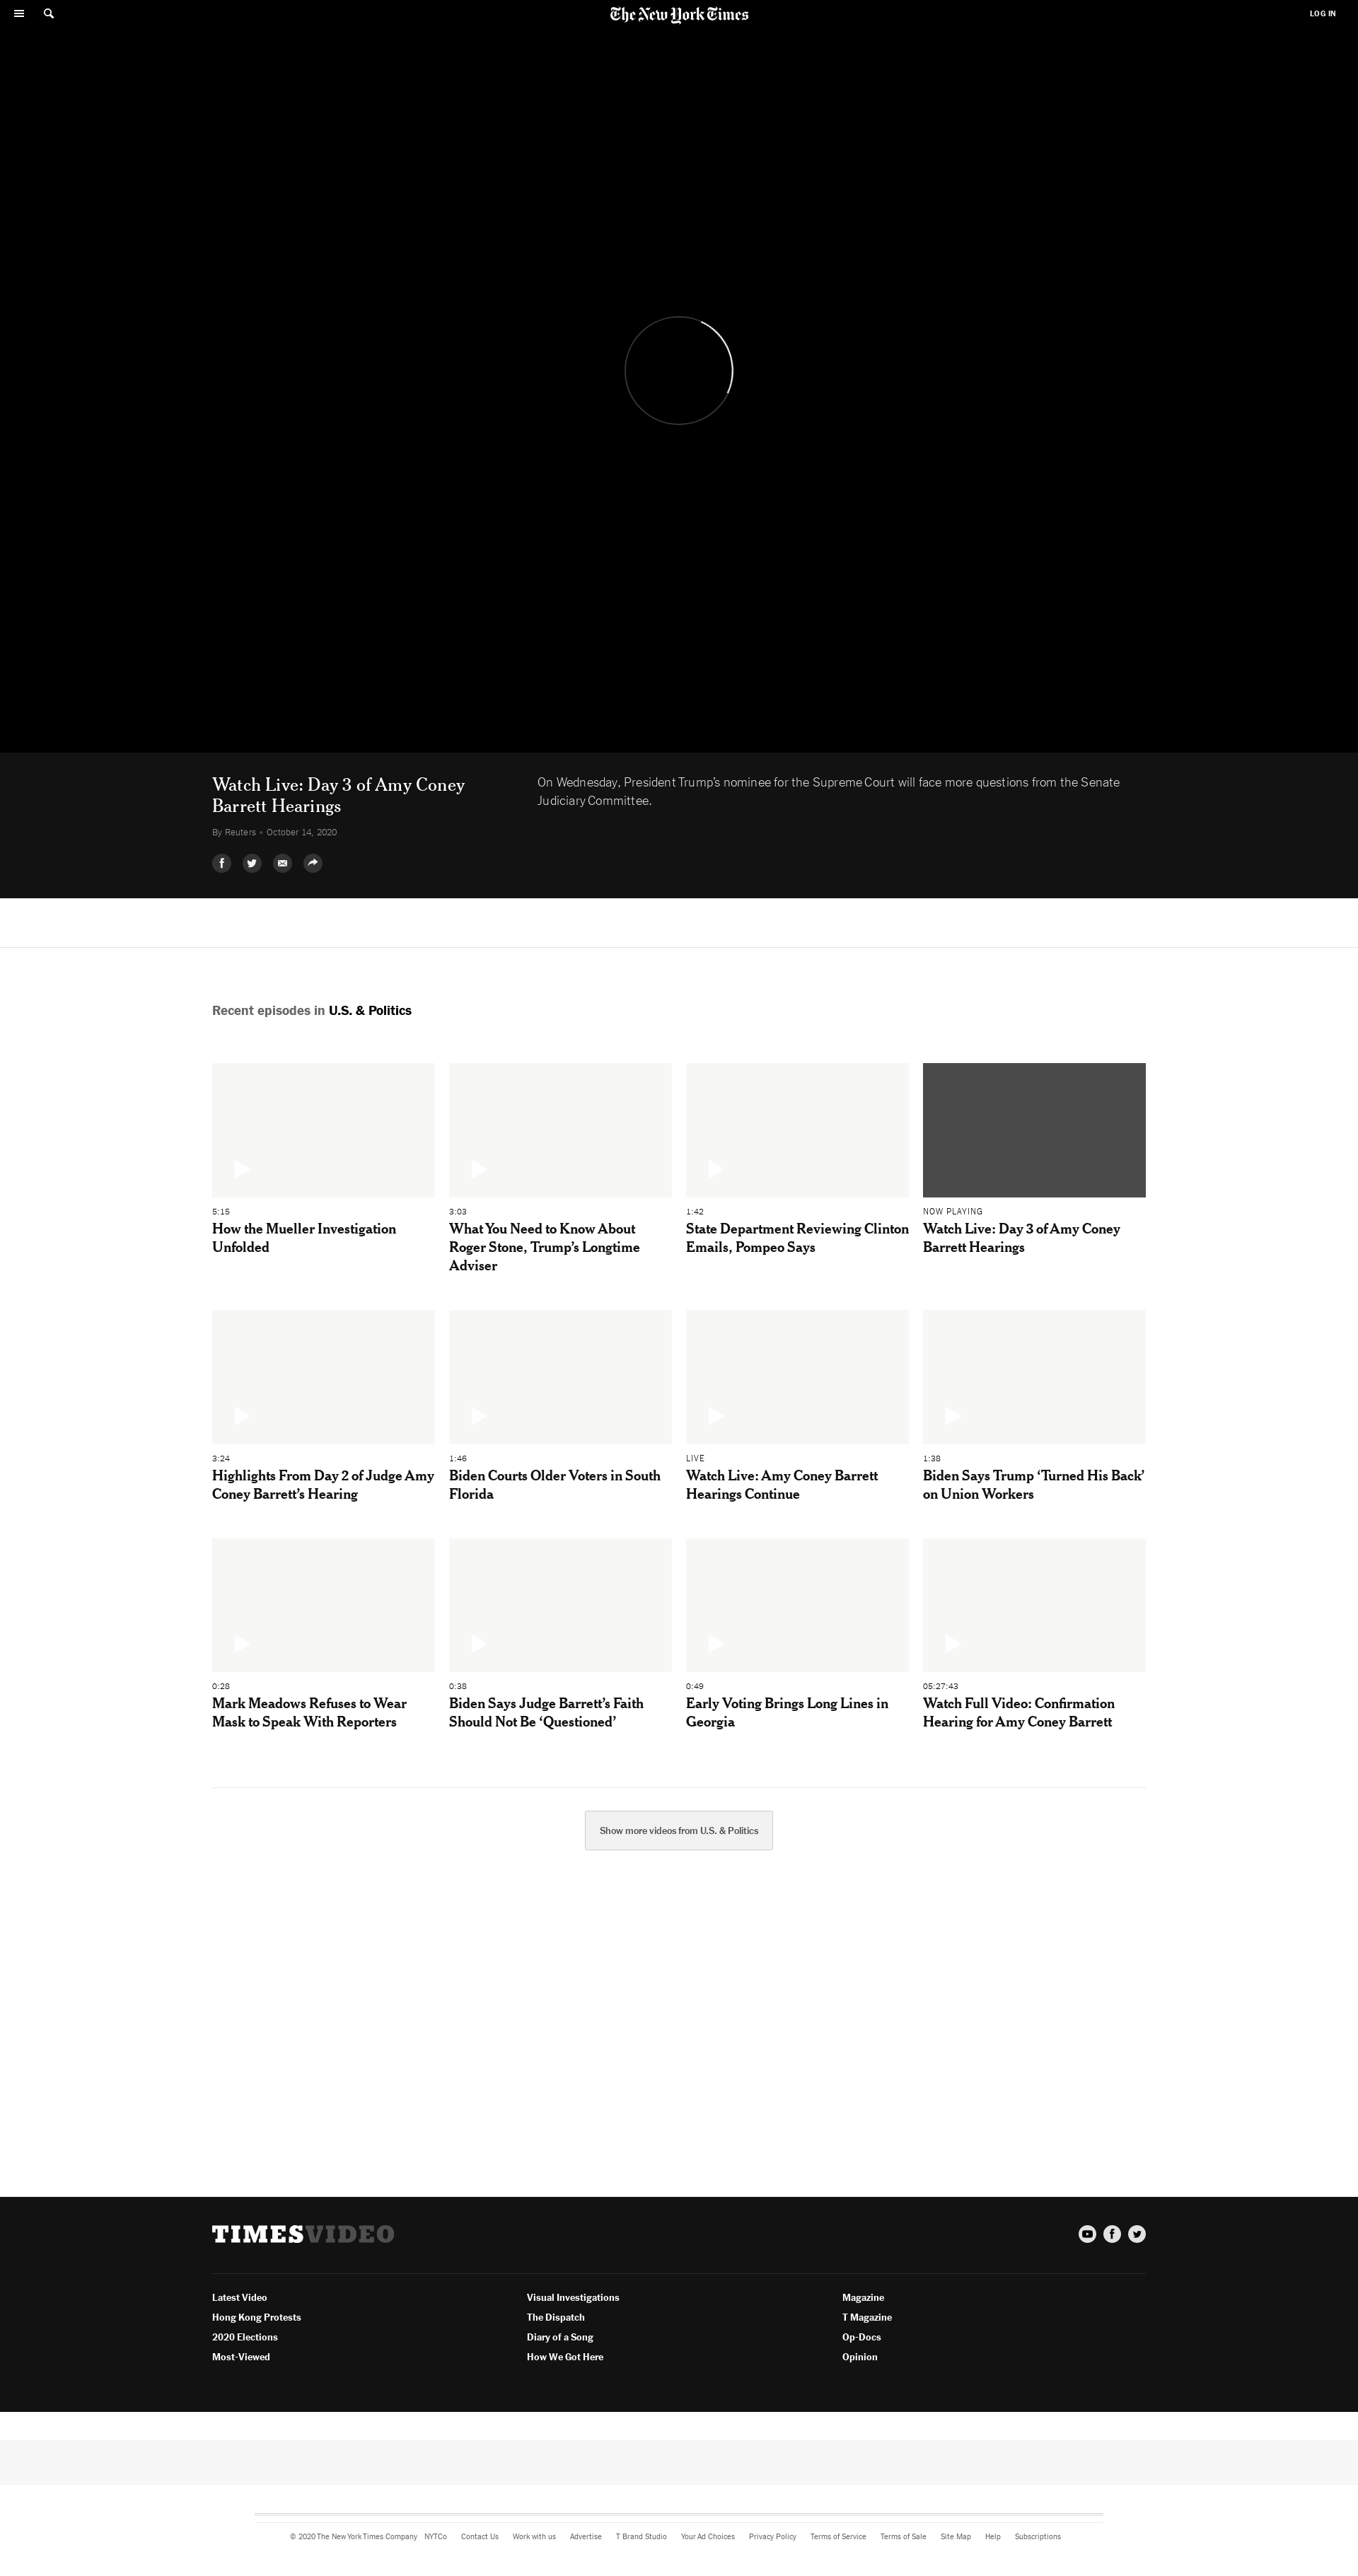 The New York Times
LOG IN
Watch Live: Day 3 of Amy Coney
Barrett Hearings
On Wednesday, President Trump’s nominee for the Supreme Court will face more questions from the Senate
Judiciary Committee.
By Reuters • October 14, 2020
Recent episodes in U.S. & Politics
5:15
How the Mueller Investigation
Unfolded
3:03
What You Need to Know About
Roger Stone, Trump’s Longtime
Adviser
1:42
State Department Reviewing Clinton
Emails, Pompeo Says
NOW PLAYING
Watch Live: Day 3 of Amy Coney
Barrett Hearings
3:24
Highlights From Day 2 of Judge Amy
Coney Barrett’s Hearing
1:46
Biden Courts Older Voters in South
Florida
LIVE
Watch Live: Amy Coney Barrett
Hearings Continue
1:38
Biden Says Trump ‘Turned His Back’
on Union Workers
0:28
Mark Meadows Refuses to Wear
Mask to Speak With Reporters
0:38
Biden Says Judge Barrett’s Faith
Should Not Be ‘Questioned’
0:49
Early Voting Brings Long Lines in
Georgia
05:27:43
Watch Full Video: Confirmation
Hearing for Amy Coney Barrett
Show more videos from U.S. & Politics
TIMESVIDEO
Latest Video
Hong Kong Protests
2020 Elections
Most-Viewed
Visual Investigations
The Dispatch
Diary of a Song
How We Got Here
Magazine
T Magazine
Op-Docs
Opinion
© 2020 The New York Times Company NYTCo Contact Us Work with us Advertise T Brand Studio Your Ad Choices Privacy Policy Terms of Service Terms of Sale Site Map Help Subscriptions